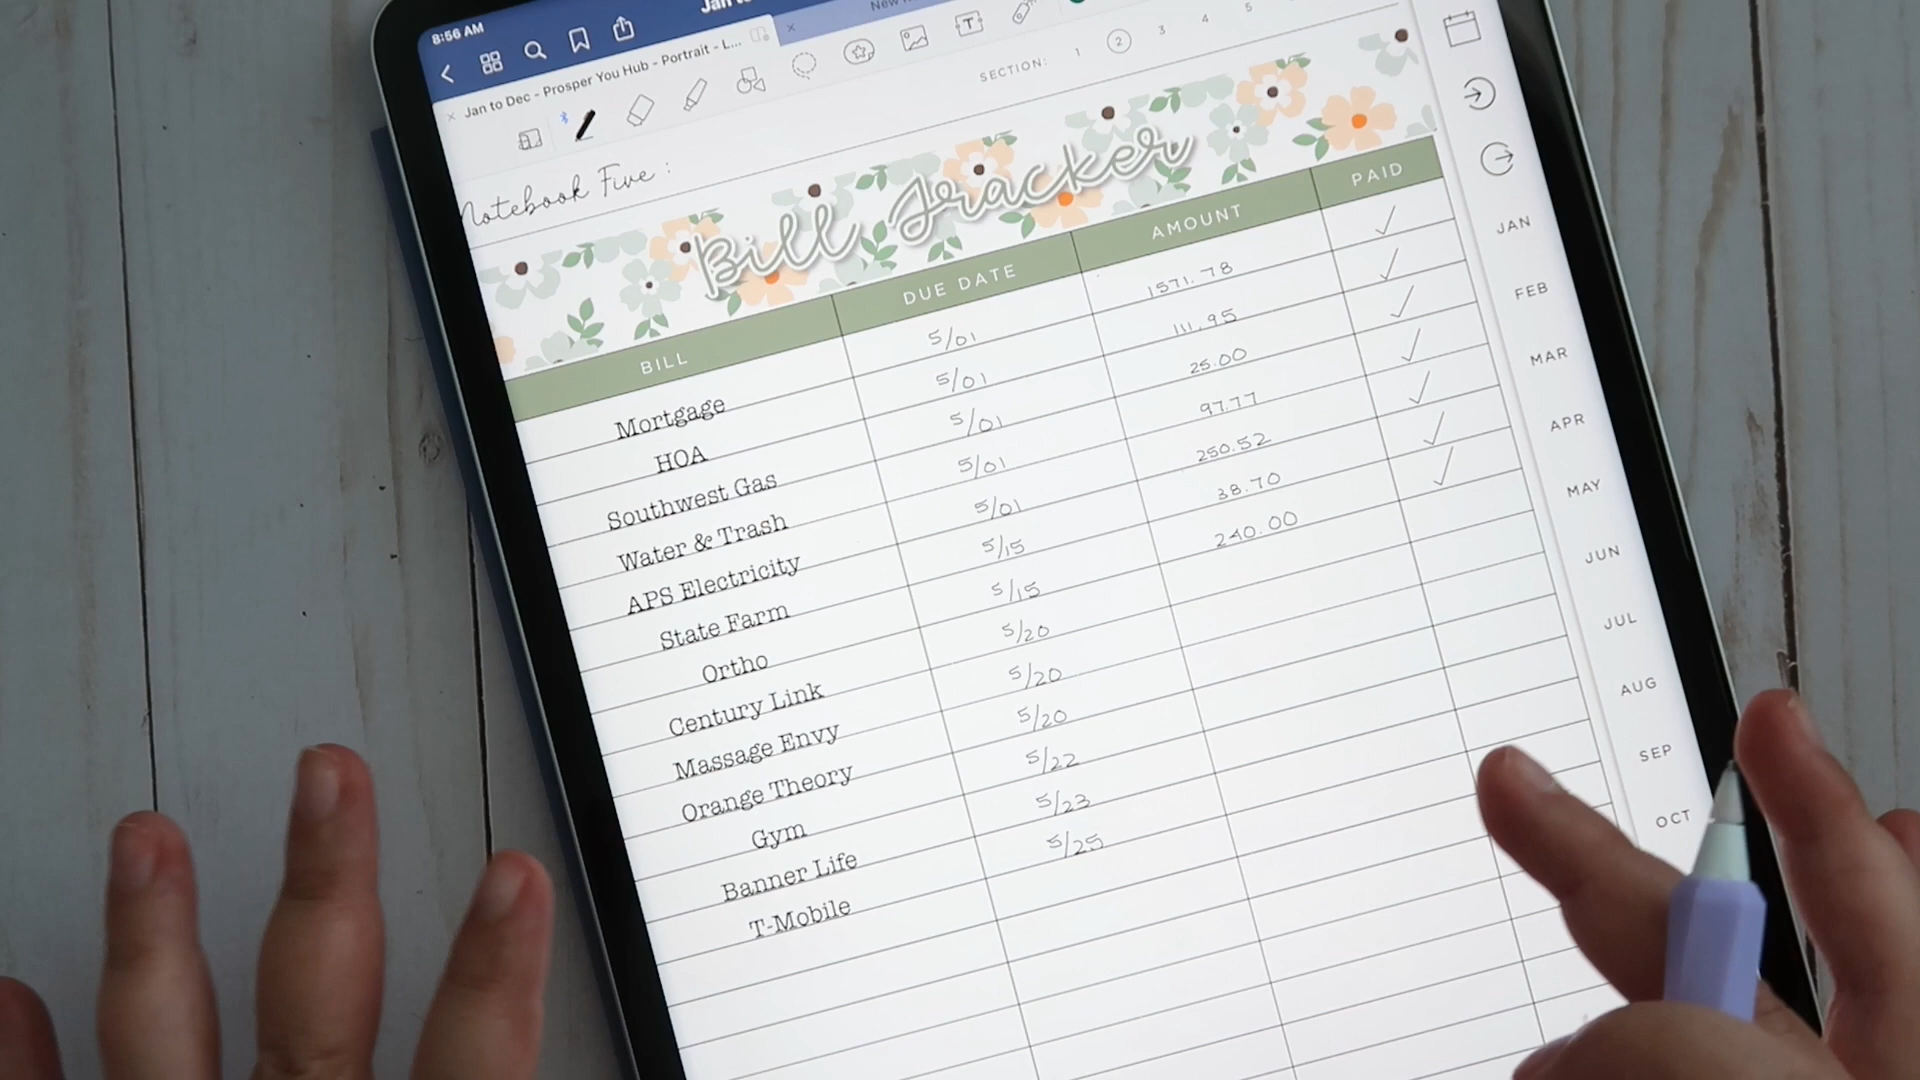 8:56 AM
Jan to
New
Jan to Dec - Prosper You Hub - Portrait - L...
SECTION: 1 2 3 4 5
Notebook Five :
Bill Tracker
BILL DUE DATE AMOUNT PAID
Mortgage 5/01 1571.78 ✓
HOA 5/01 111.95 ✓
Southwest Gas 5/01 25.00 ✓
Water & Trash 5/01 97.77 ✓
APS Electricity 5/01 250.52 ✓
State Farm 5/15 38.70 ✓
Ortho 5/15 240.00 ✓
Century Link 5/20
Massage Envy 5/20
Orange Theory 5/20
Gym 5/22
Banner Life 5/23
T-Mobile 5/25
JAN
FEB
MAR
APR
MAY
JUN
JUL
AUG
SEP
OCT